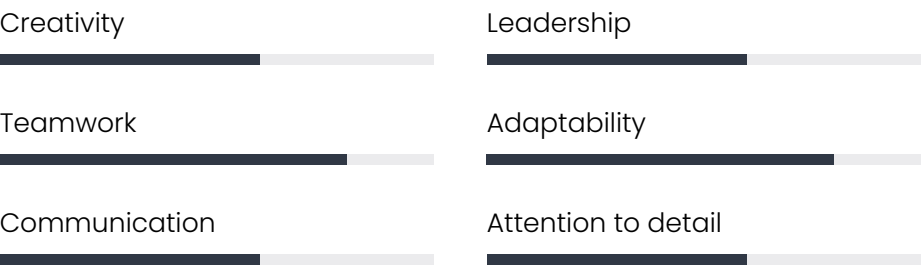 Creativity
Leadership
Teamwork
Adaptability
Communication
Attention to detail